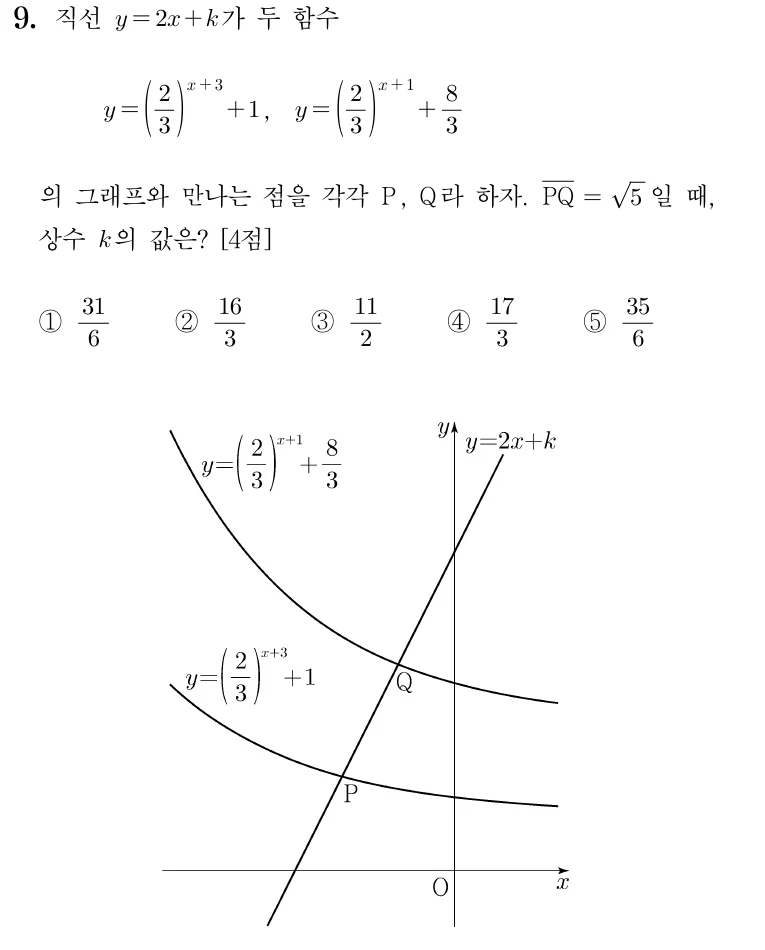 9. 직선 y=2x+k가 두 함수
y=(2/3)^{x+3}+1, y=(2/3)^{x+1}+8/3
의 그래프와 만나는 점을 각각 P, Q라 하자. \overline{PQ}=√5일 때,
상수 k의 값은? [4점]
① 31/6 ② 16/3 ③ 11/2 ④ 17/3 ⑤ 35/6
y
y=2x+k
y=(2/3)^{x+1}+8/3
y=(2/3)^{x+3}+1
Q
P
O
x